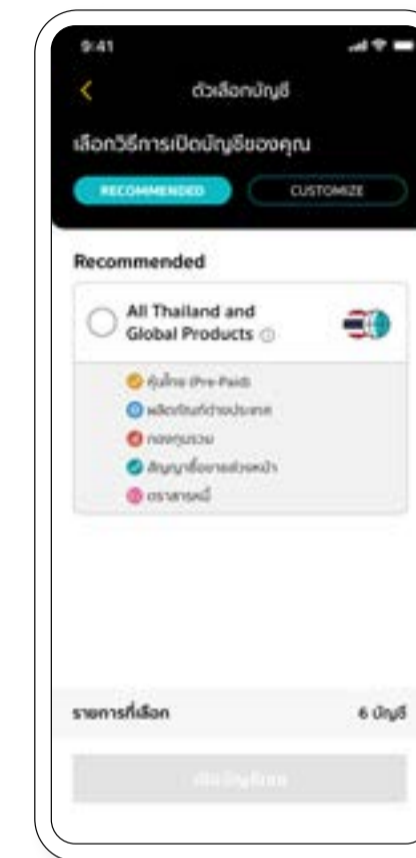 9:41
ตัวเลือกบัญชี
เลือกวิธีการเปิดบัญชีของคุณ
RECOMMENDED
CUSTOMIZE
Recommended
All Thailand and
Global Products
หุ้นไทย (Pre-Paid)
ผลิตภัณฑ์ต่างประเทศ
กองทุนรวม
สัญญาซื้อขายล่วงหน้า
ตราสารหนี้
รายการที่เลือก
6 บัญชี